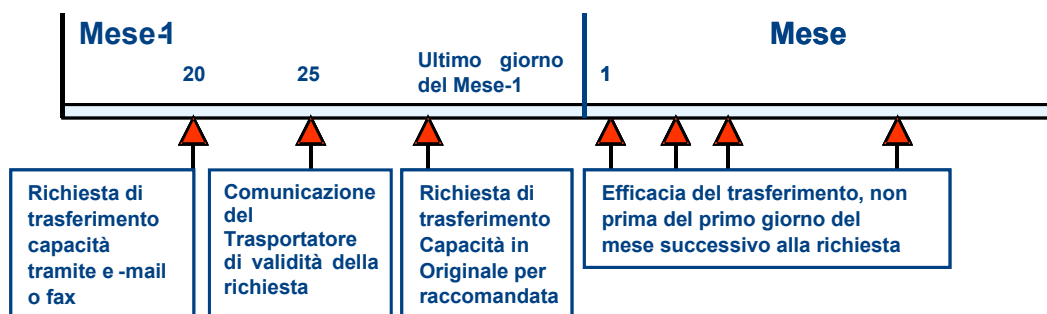 Mese-1
Mese
20
25
Ultimo giorno
del Mese-1
1
Richiesta di
trasferimento
capacità
tramite e -mail
o fax
Comunicazione
del
Trasportatore
di validità della
richiesta
Richiesta di
trasferimento
Capacità in
Originale per
raccomandata
Efficacia del trasferimento, non
prima del primo giorno del
mese successivo alla richiesta